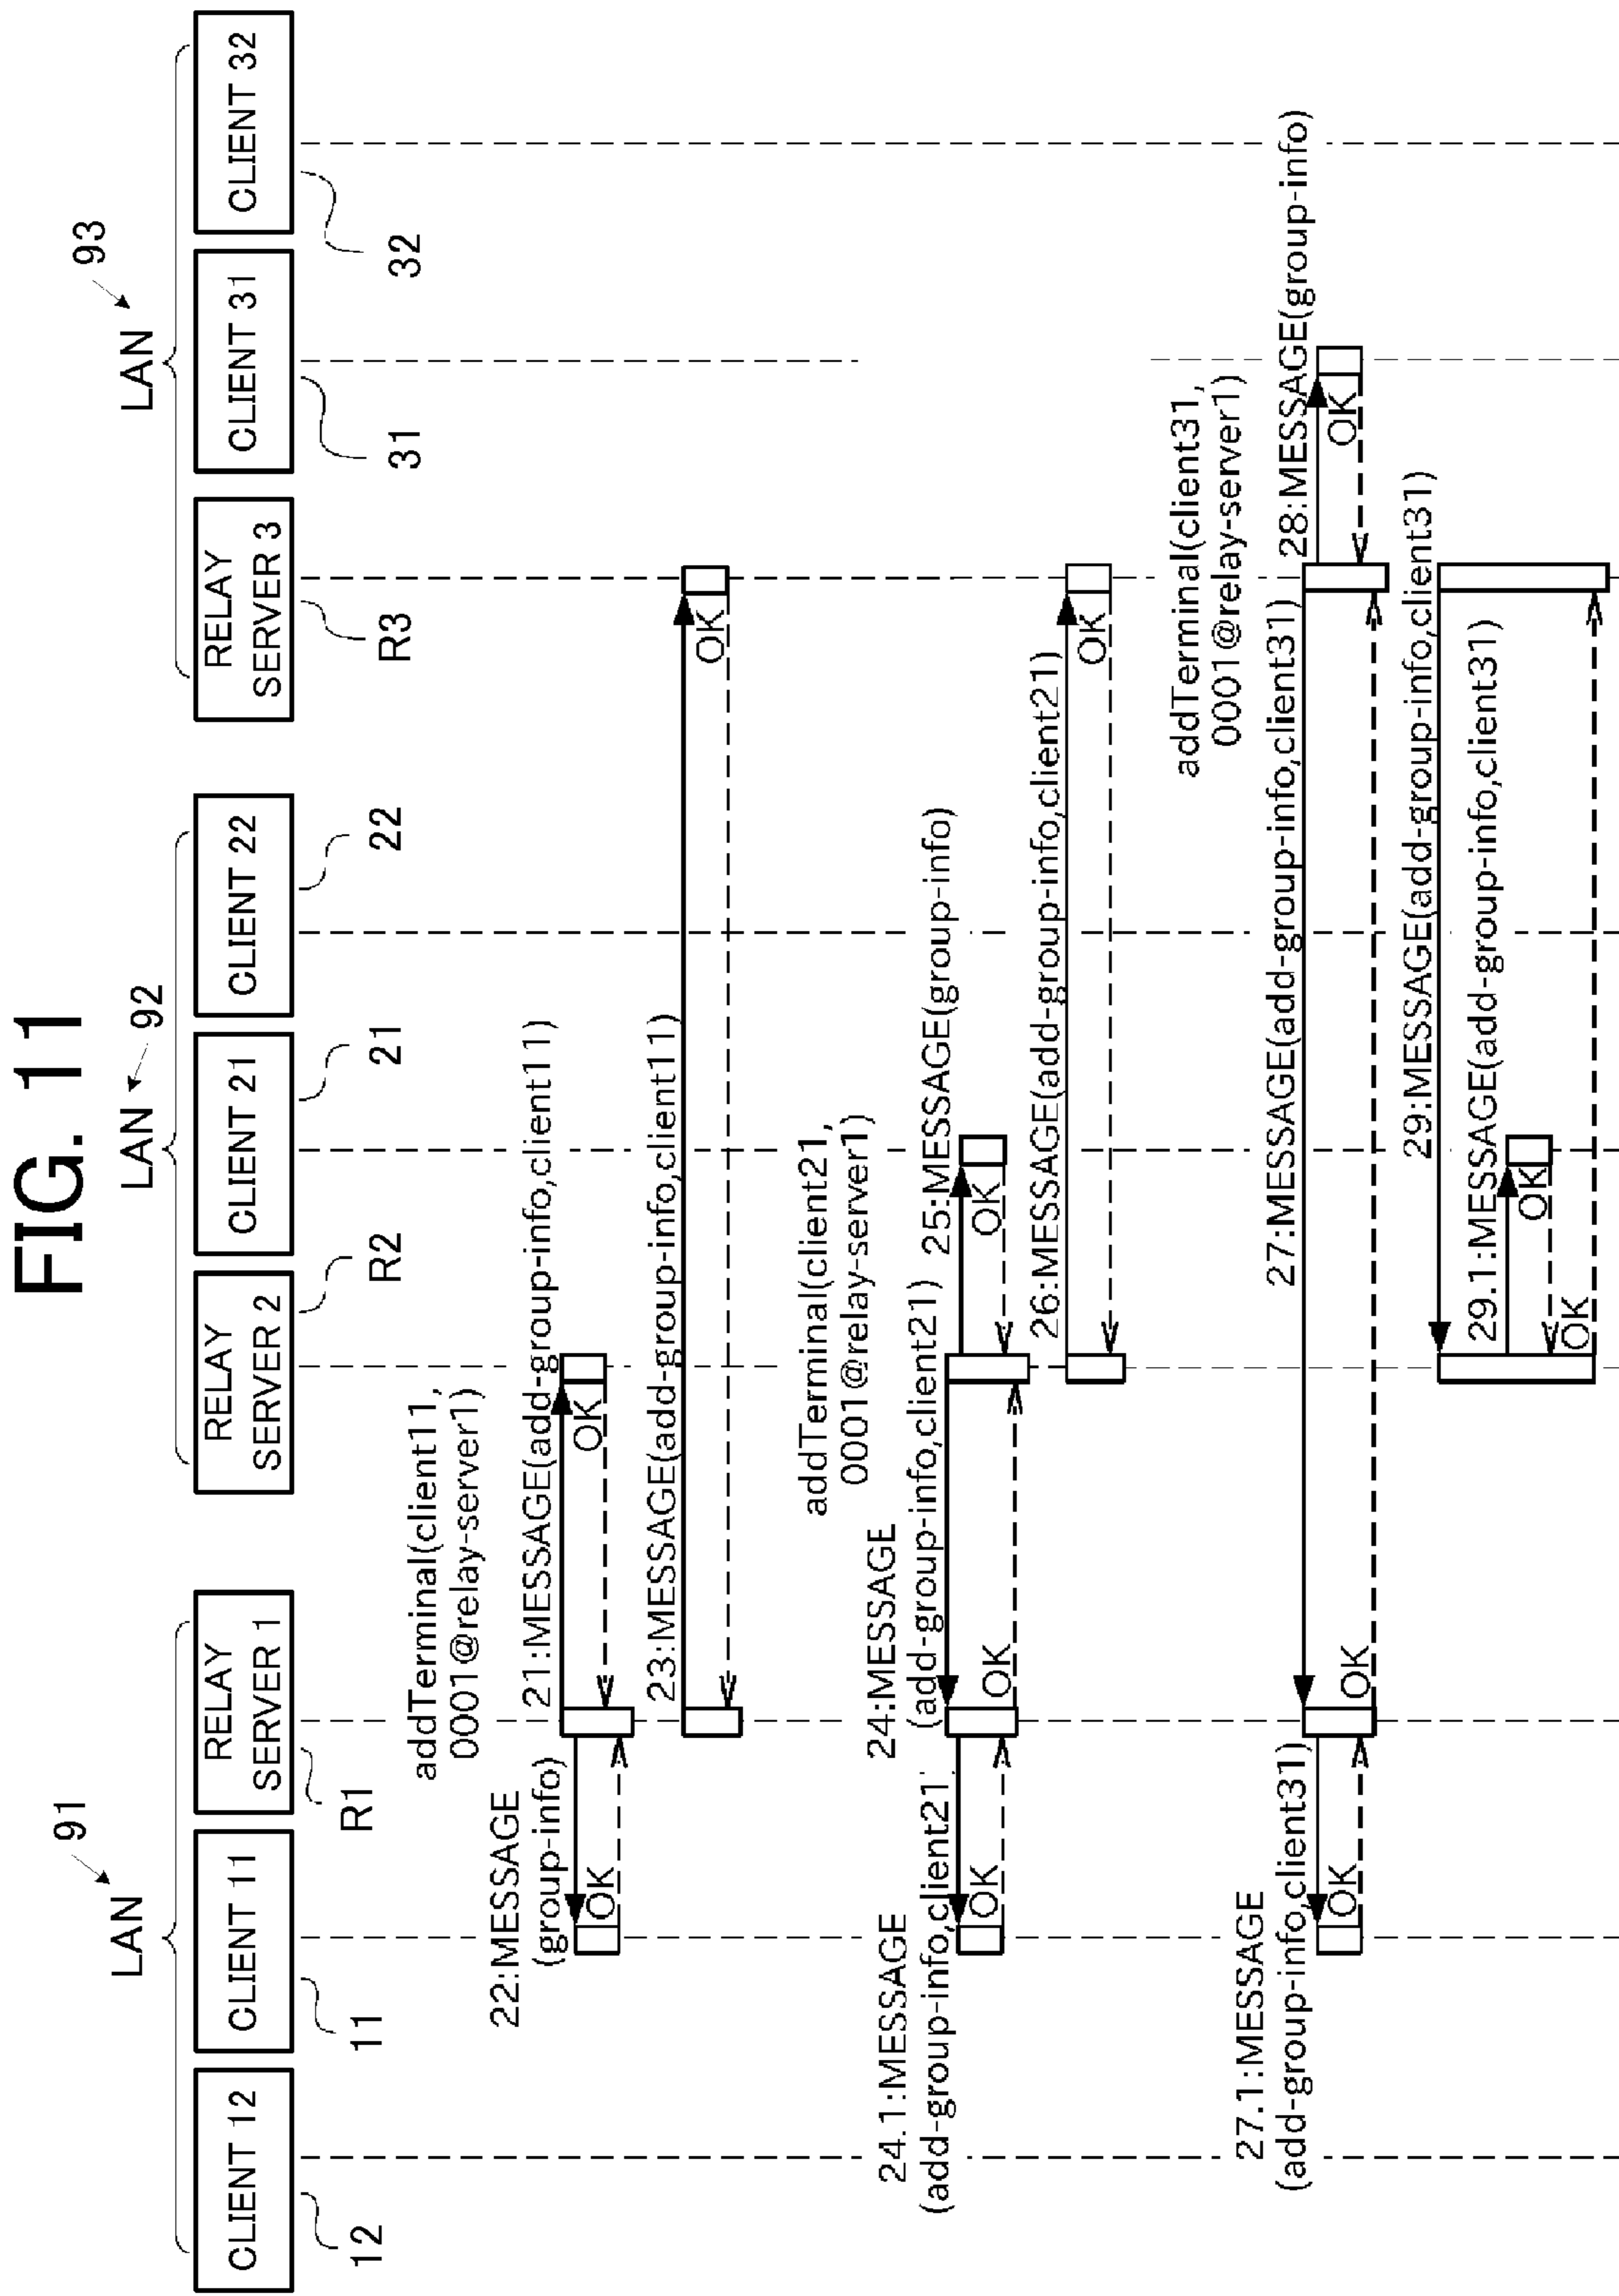 FIG. 11
LAN
91
LAN
92
LAN
93
CLIENT 12
CLIENT 11
RELAY
SERVER 1
RELAY
SERVER 2
CLIENT 21
CLIENT 22
RELAY
SERVER 3
CLIENT 31
CLIENT 32
12
11
R1
R2
21
22
R3
31
32
addTerminal(client11,
0001@relay-server1)
21:MESSAGE(add-group-info,client11)
OK
22:MESSAGE
(group-info)
OK
23:MESSAGE(add-group-info,client11)
OK
addTerminal(client21,
0001@relay-server1)
24:MESSAGE
(add-group-info,client21)
OK
24.1:MESSAGE
(add-group-info,client21
OK
25:MESSAGE(group-info)
OK
26:MESSAGE(add-group-info,client21)
OK
addTerminal(client31,
0001@relay-server1)
27:MESSAGE(add-group-info,client31)
OK
27.1:MESSAGE
(add-group-info,client31)
OK
28:MESSAGE(group-info)
OK
29:MESSAGE(add-group-info,client31)
29.1:MESSAGE(add-group-info,client31)
OK
OK